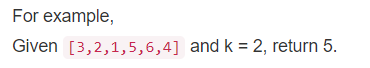 For example,
Given [3,2,1,5,6,4] and k = 2, return 5.